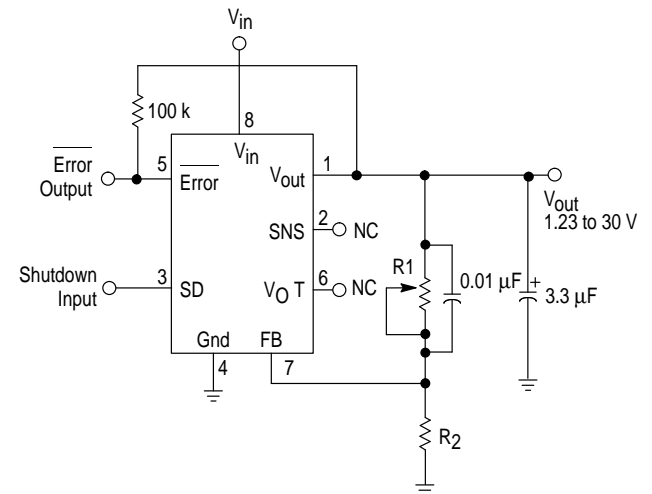 Vin
100 k
8
Vin
Error
Output
5
Error
Vout
1
Vout
1.23 to 30 V
SNS
2
NC
Shutdown
Input
3
SD
VO T
6
NC
R1
0.01 µF
+
3.3 µF
Gnd
FB
4
7
R2